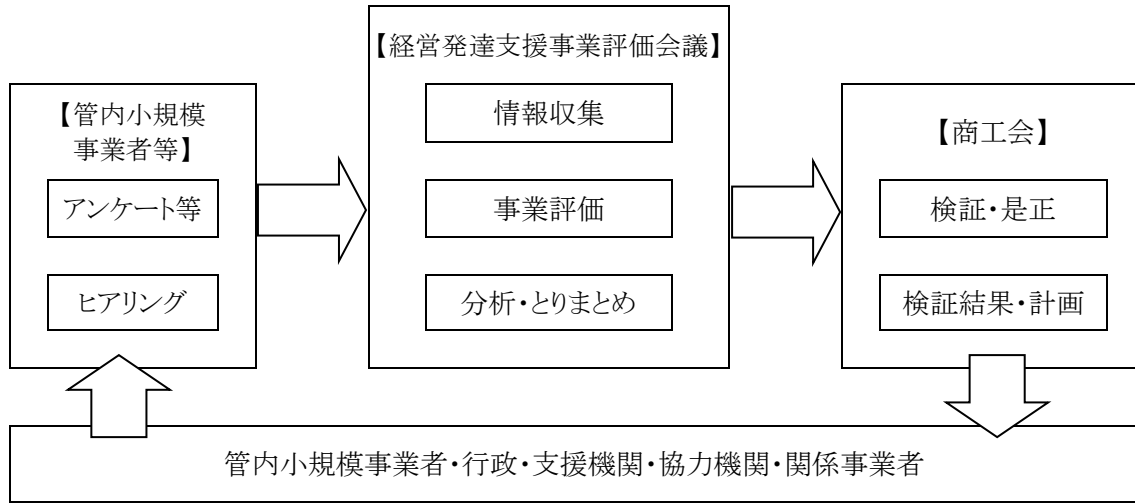 【管内小規模
事業者等】
アンケート等
ヒアリング
【経営発達支援事業評価会議】
情報収集
事業評価
分析・とりまとめ
【商工会】
検証・是正
検証結果・計画
管内小規模事業者・行政・支援機関・協力機関・関係事業者